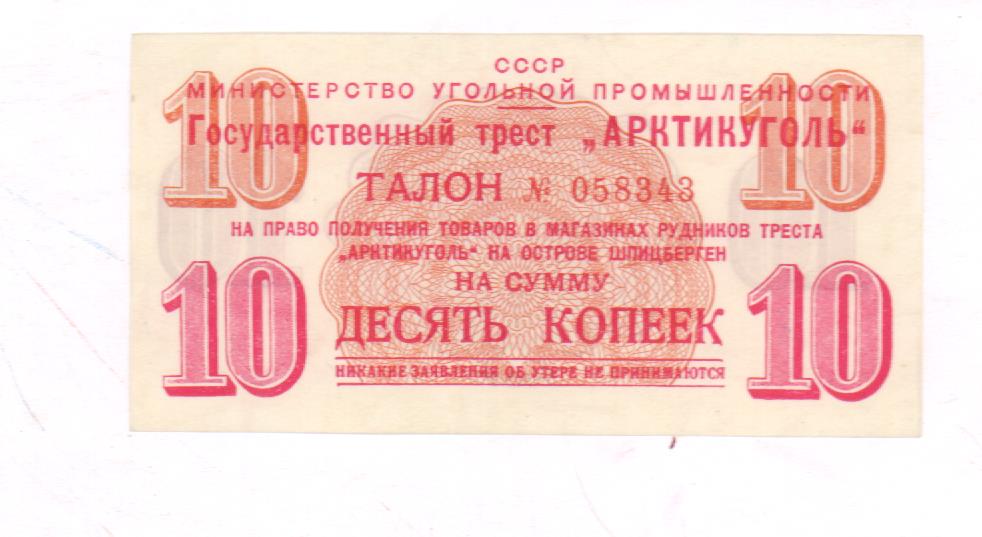 СССР
МИНИСТЕРСТВО УГОЛЬНОЙ ПРОМЫШЛЕННОСТИ
Государственный трест „АРКТИКУГОЛЬ“
10 10
ТАЛОН № 058343
НА ПРАВО ПОЛУЧЕНИЯ ТОВАРОВ В МАГАЗИНАХ РУДНИКОВ ТРЕСТА
„АРКТИКУГОЛЬ“ НА ОСТРОВЕ ШПИЦБЕРГЕН
НА СУММУ
ДЕСЯТЬ КОПЕЕК
10 10
НИКАКИЕ ЗАЯВЛЕНИЯ ОБ УТЕРЕ НЕ ПРИНИМАЮТСЯ